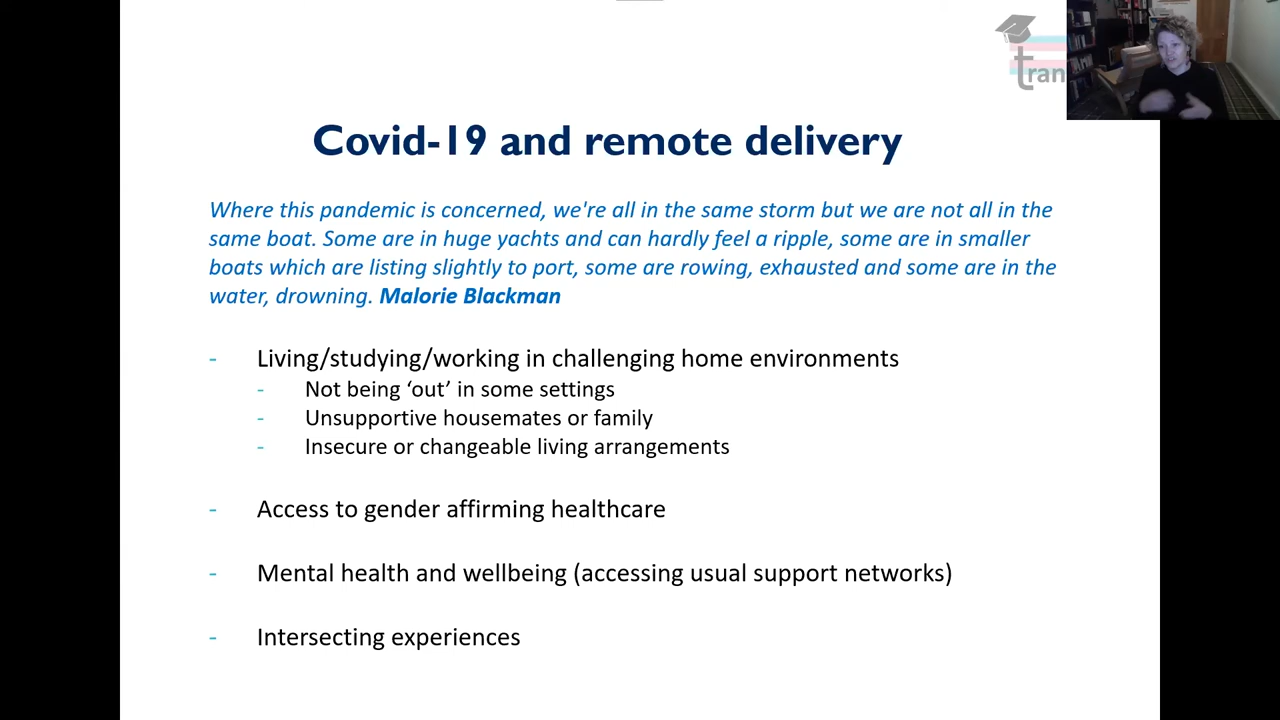 tran
Covid-19 and remote delivery
Where this pandemic is concerned, we're all in the same storm but we are not all in the
same boat. Some are in huge yachts and can hardly feel a ripple, some are in smaller
boats which are listing slightly to port, some are rowing, exhausted and some are in the
water, drowning. Malorie Blackman
- Living/studying/working in challenging home environments
- Not being ‘out’ in some settings
- Unsupportive housemates or family
- Insecure or changeable living arrangements
- Access to gender affirming healthcare
- Mental health and wellbeing (accessing usual support networks)
- Intersecting experiences